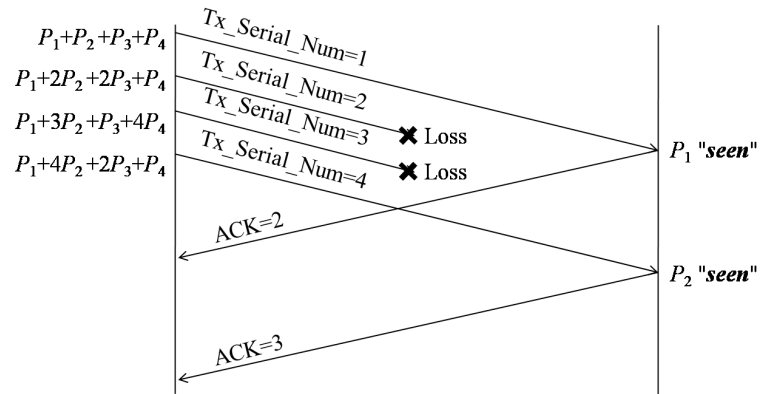 P₁+P₂+P₃+P₄
Tx_Serial_Num=1
P₁+2P₂+2P₃+P₄
Tx_Serial_Num=2
P₁+3P₂+P₃+4P₄
Tx_Serial_Num=3
Loss
P₁+4P₂+2P₃+P₄
Tx_Serial_Num=4
Loss
P₁ "seen"
ACK=2
P₂ "seen"
ACK=3